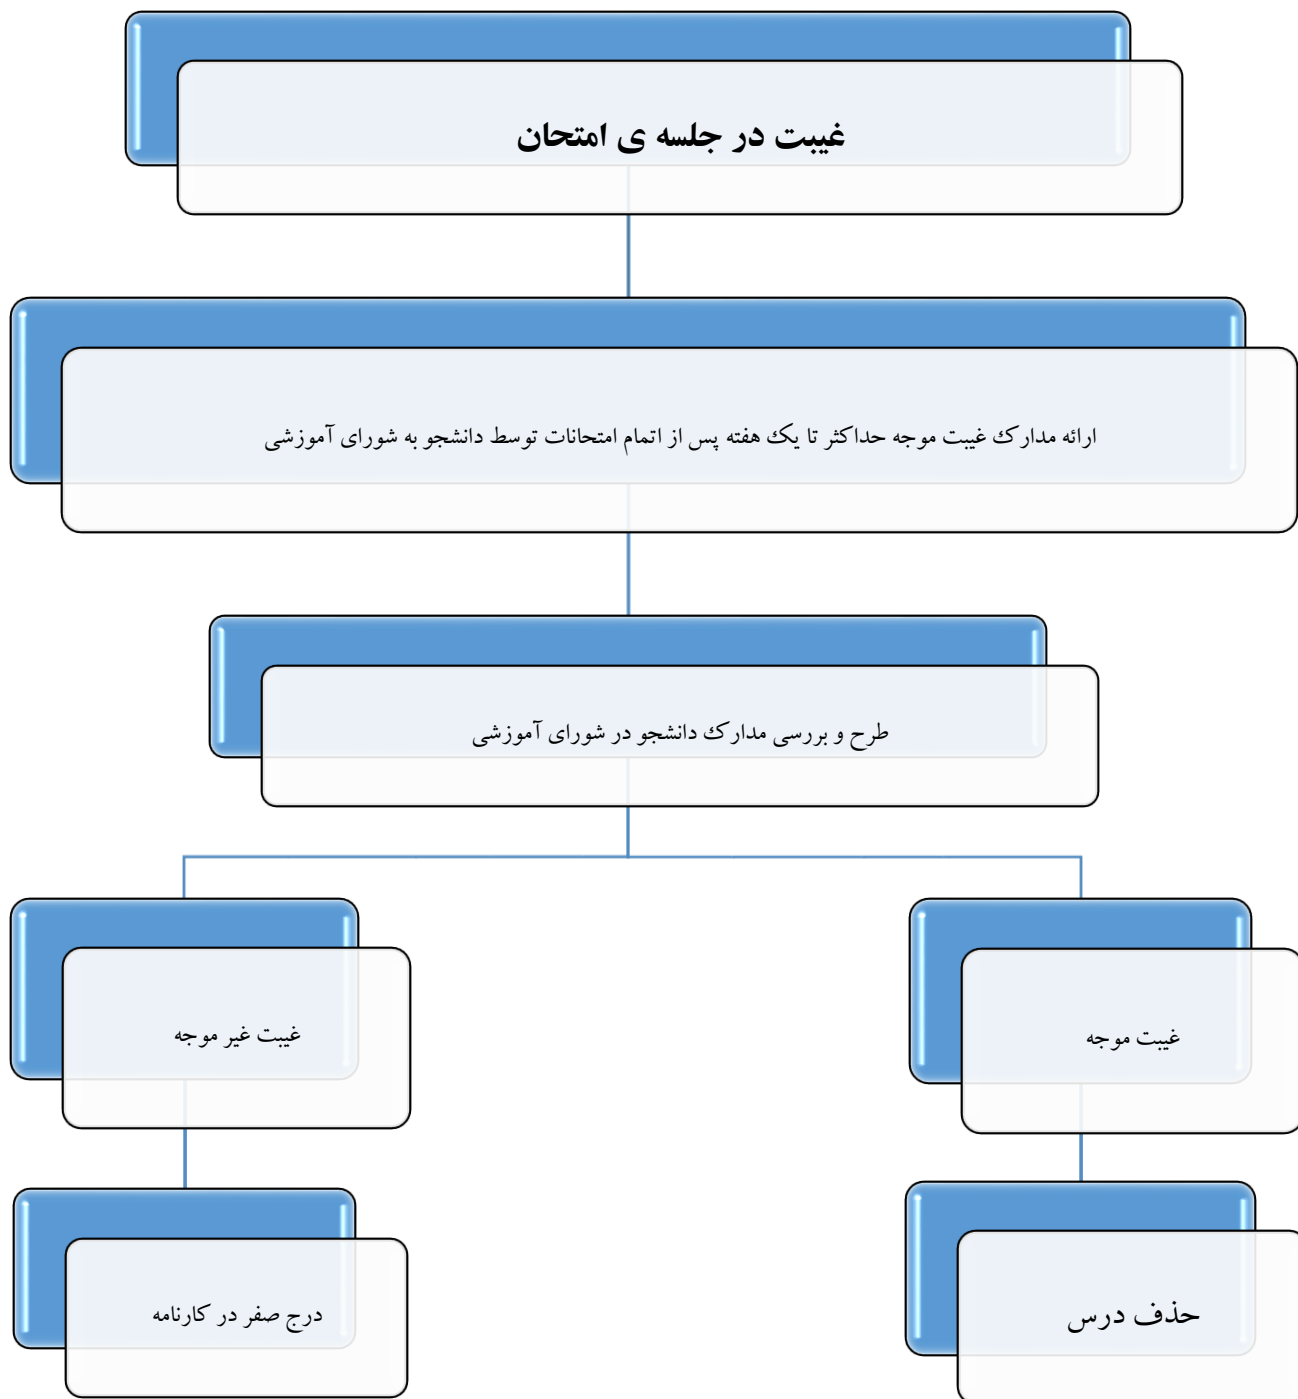 غیبت در جلسه ی امتحان
ارائه مدارک غیبت موجه حداکثر تا یک هفته پس از اتمام امتحانات توسط دانشجو به شورای آموزشی
طرح و بررسی مدارک دانشجو در شورای آموزشی
غیبت موجه
غیبت غیر موجه
حذف درس
درج صفر در کارنامه